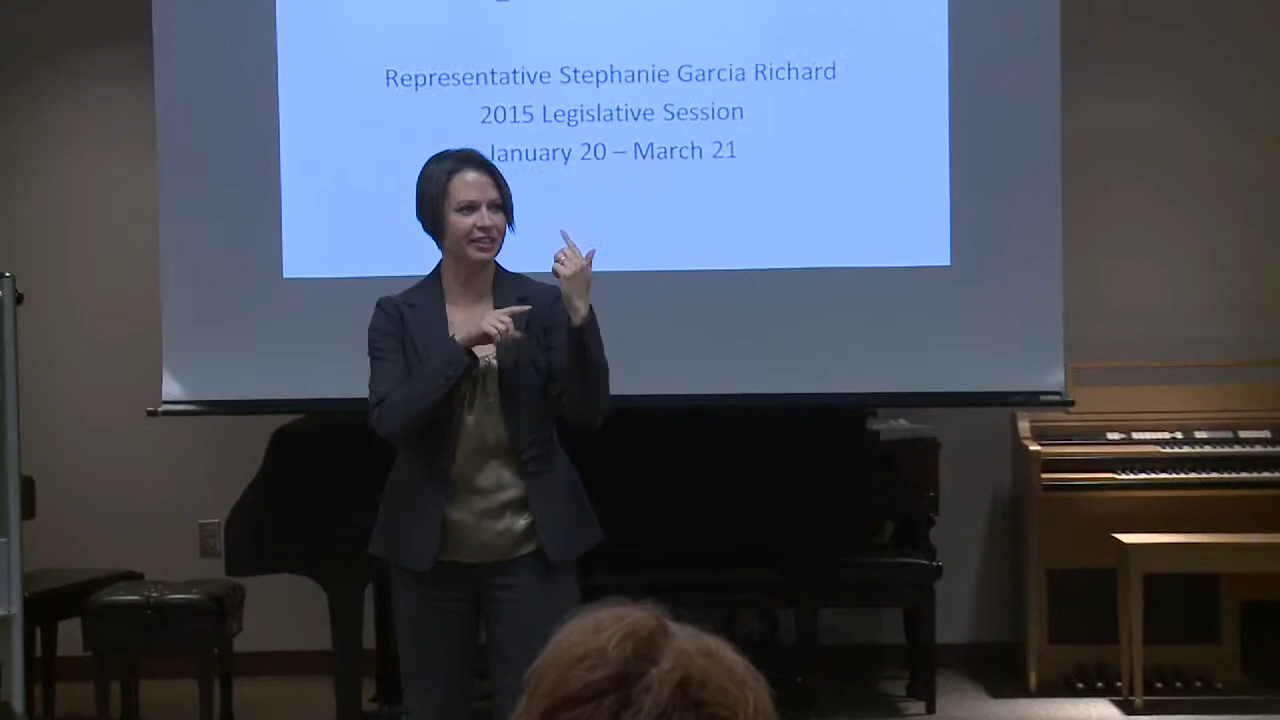 Representative Stephanie Garcia Richard
2015 Legislative Session
January 20 – March 21